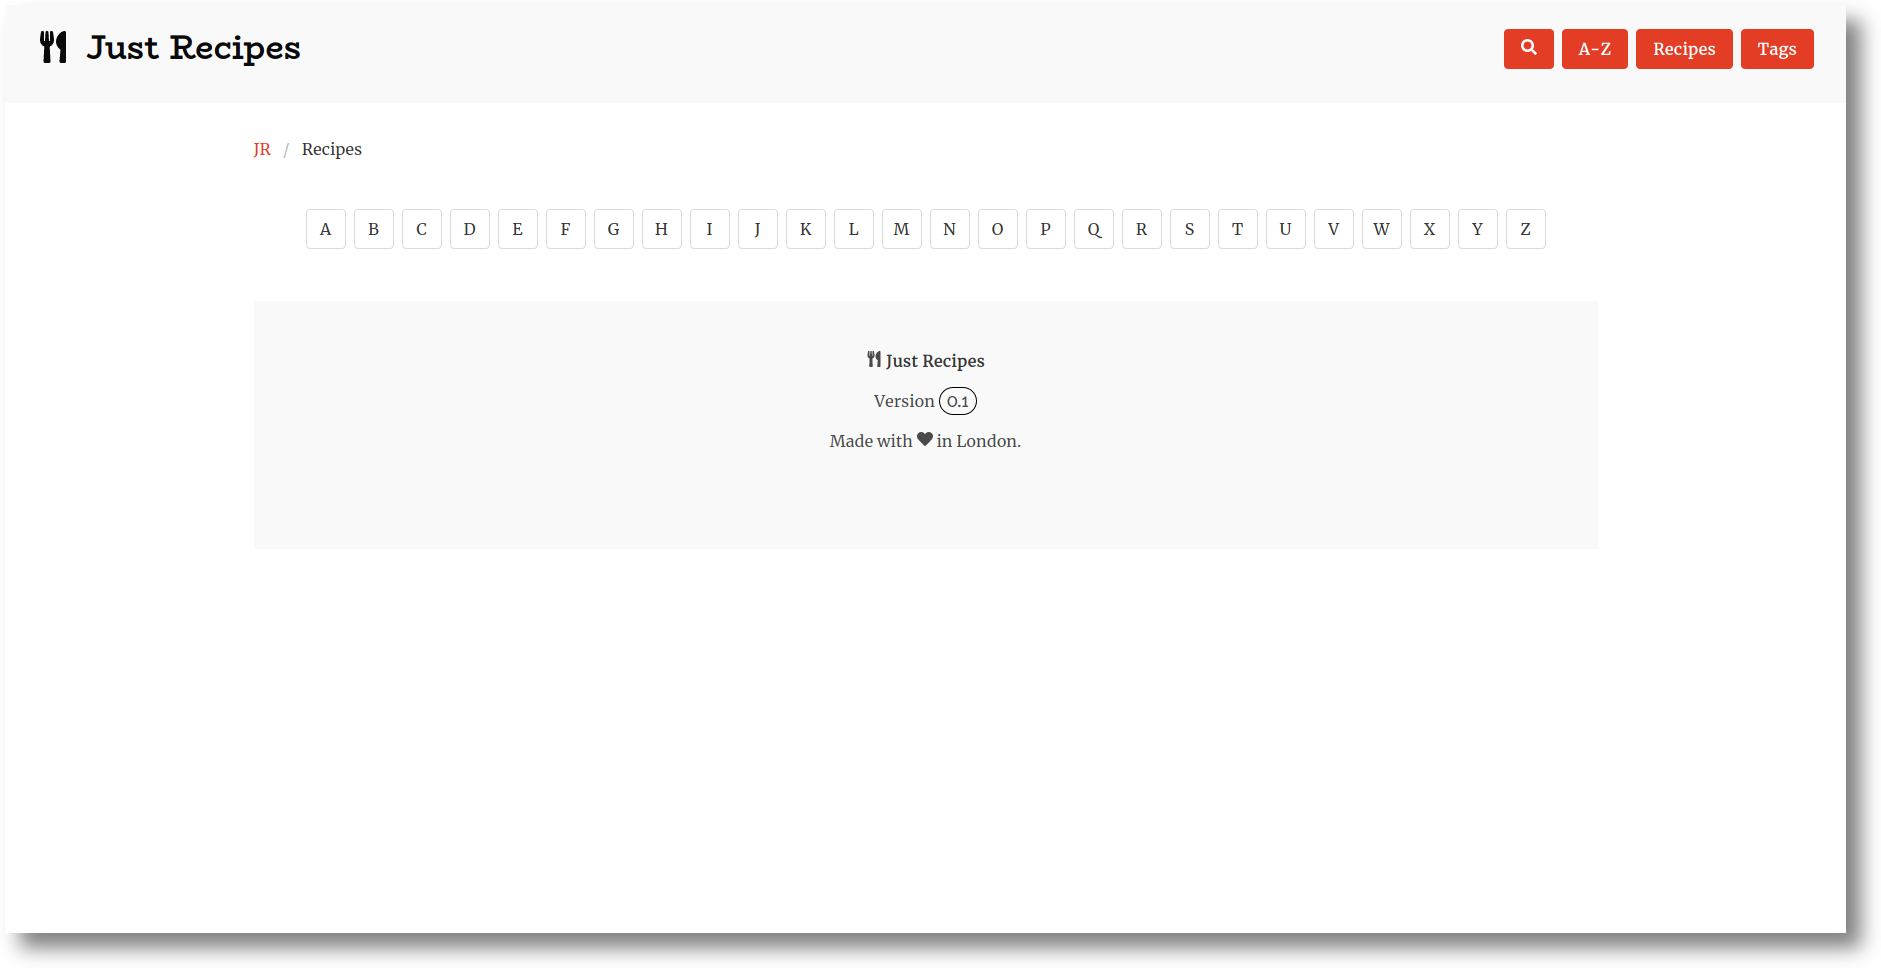 Just Recipes
A-Z Recipes Tags
JR / Recipes
A B C D E F G H I J K L M N O P Q R S T U V W X Y Z
Just Recipes
Version 0.1
Made with ♥ in London.